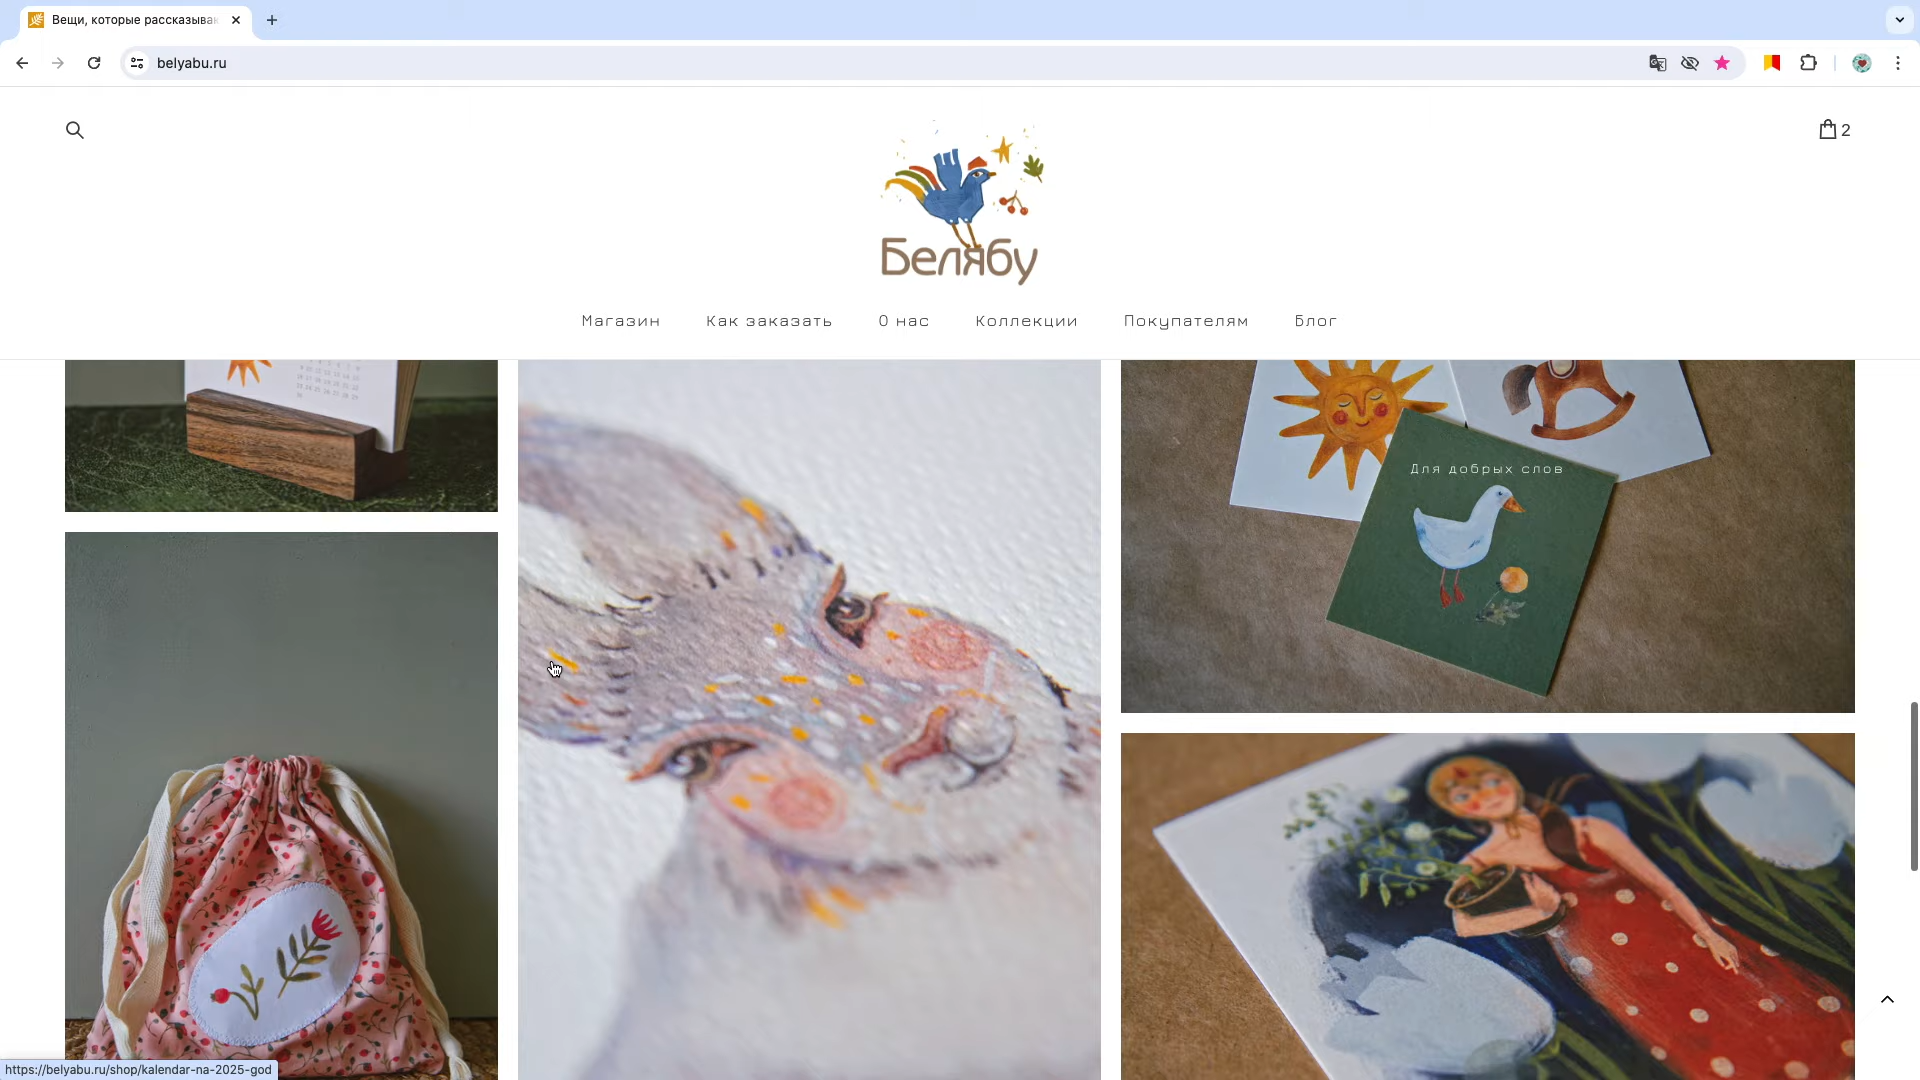 Вещи, которые рассказыва
belyabu.ru
2
Белябу
Магазин
Как заказать
О нас
Коллекции
Покупателям
Блог
Для добрых слов
https://belyabu.ru/shop/kalendar-na-2025-god